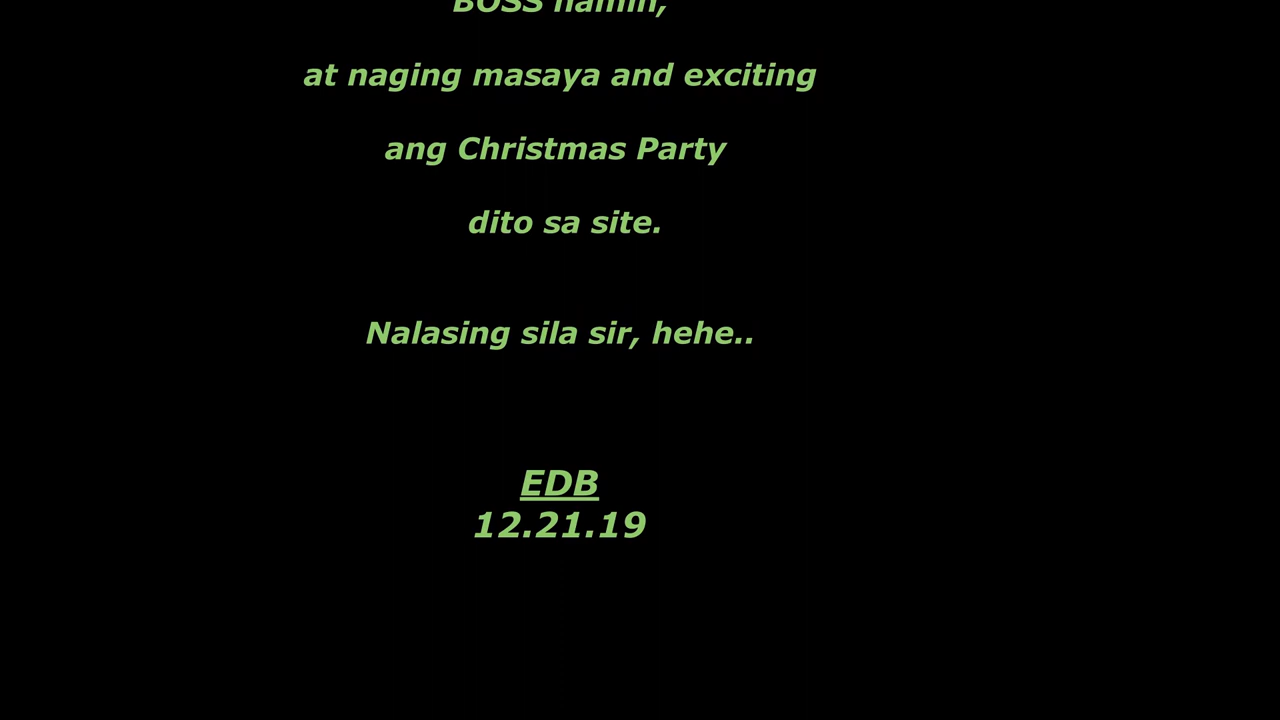 BOSS namin,
at naging masaya and exciting
ang Christmas Party
dito sa site.
Nalasing sila sir, hehe..
EDB
12.21.19